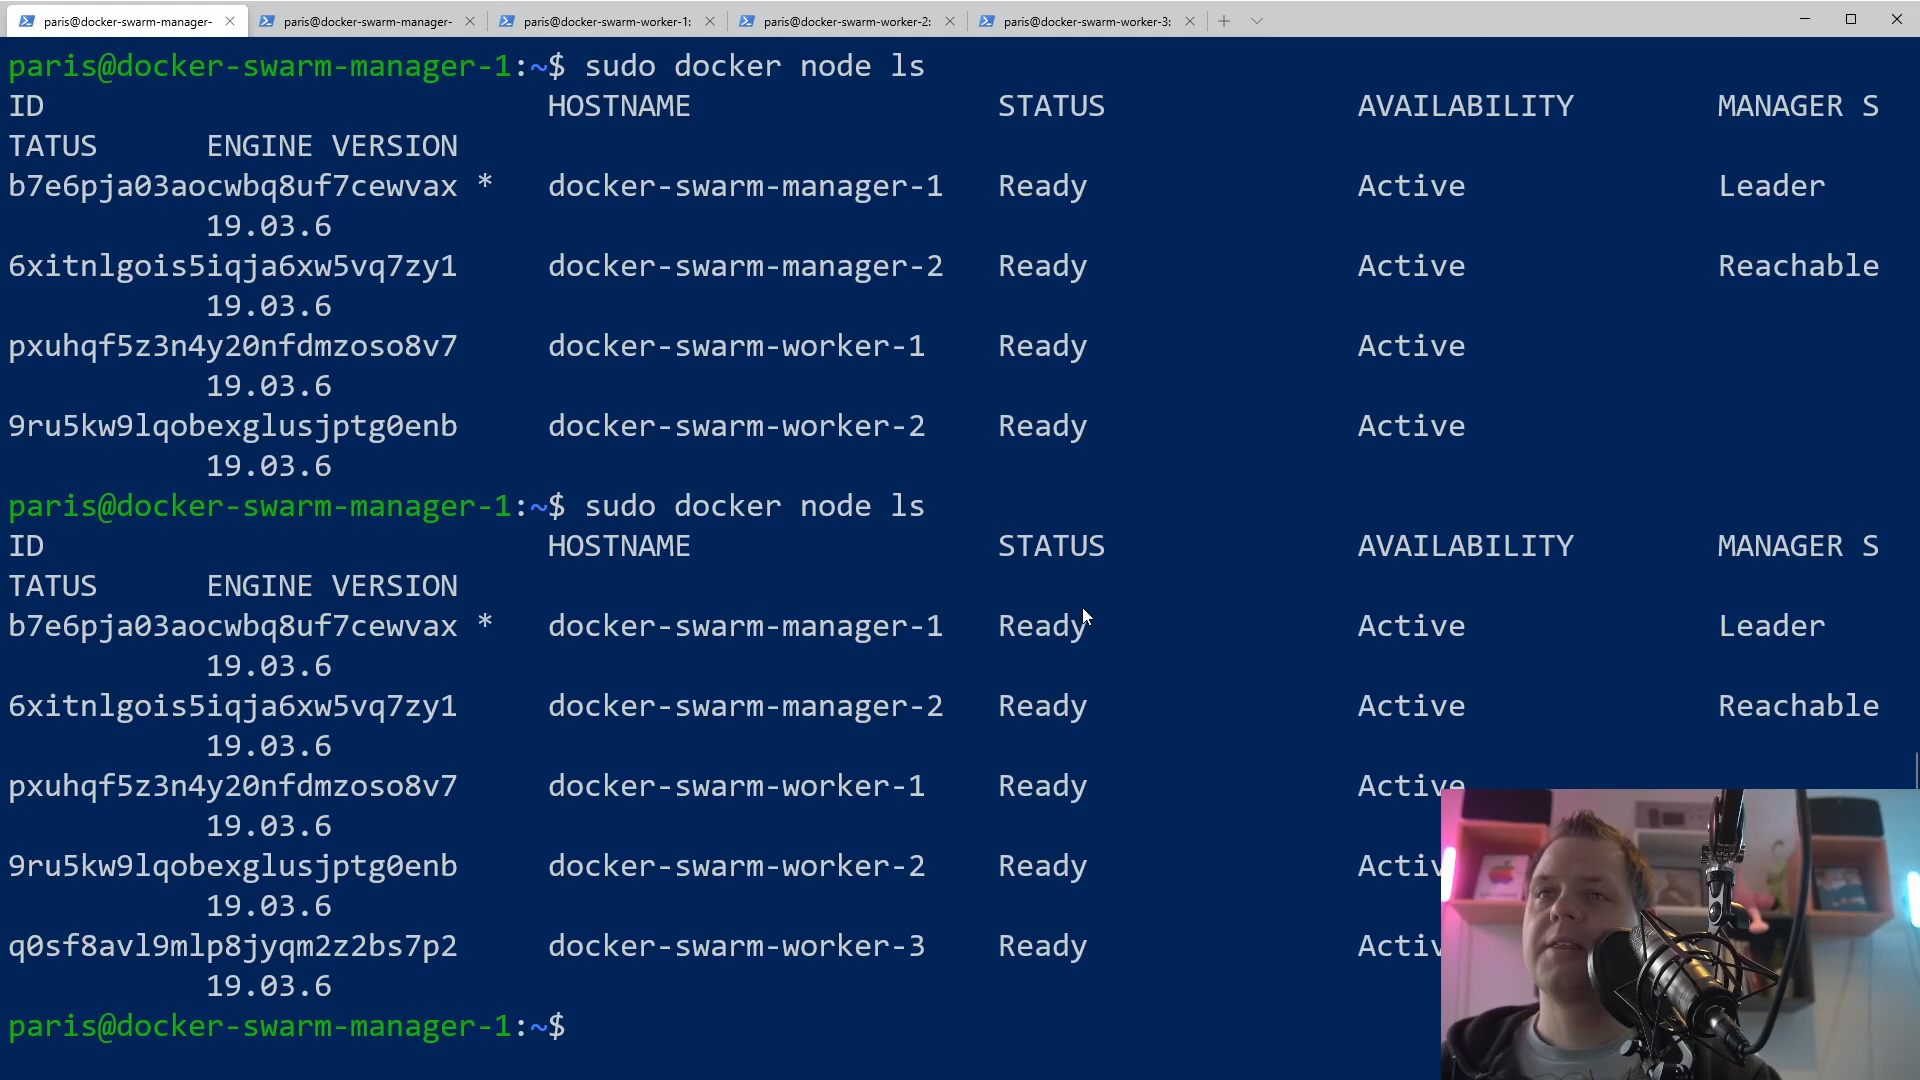 paris@docker-swarm-manager- paris@docker-swarm-manager- paris@docker-swarm-worker-1: paris@docker-swarm-worker-2: paris@docker-swarm-worker-3:
paris@docker-swarm-manager-1:~$ sudo docker node ls
ID HOSTNAME STATUS AVAILABILITY MANAGER S
TATUS ENGINE VERSION
b7e6pja03aocwbq8uf7cewvax * docker-swarm-manager-1 Ready Active Leader
19.03.6
6xitnlgois5iqja6xw5vq7zy1 docker-swarm-manager-2 Ready Active Reachable
19.03.6
pxuhqf5z3n4y20nfdmzoso8v7 docker-swarm-worker-1 Ready Active
19.03.6
9ru5kw9lqobexglusjptg0enb docker-swarm-worker-2 Ready Active
19.03.6
paris@docker-swarm-manager-1:~$ sudo docker node ls
ID HOSTNAME STATUS AVAILABILITY MANAGER S
TATUS ENGINE VERSION
b7e6pja03aocwbq8uf7cewvax * docker-swarm-manager-1 Ready Active Leader
19.03.6
6xitnlgois5iqja6xw5vq7zy1 docker-swarm-manager-2 Ready Active Reachable
19.03.6
pxuhqf5z3n4y20nfdmzoso8v7 docker-swarm-worker-1 Ready Active
19.03.6
9ru5kw9lqobexglusjptg0enb docker-swarm-worker-2 Ready Activ
19.03.6
q0sf8avl9mlp8jyqm2z2bs7p2 docker-swarm-worker-3 Ready Activ
19.03.6
paris@docker-swarm-manager-1:~$